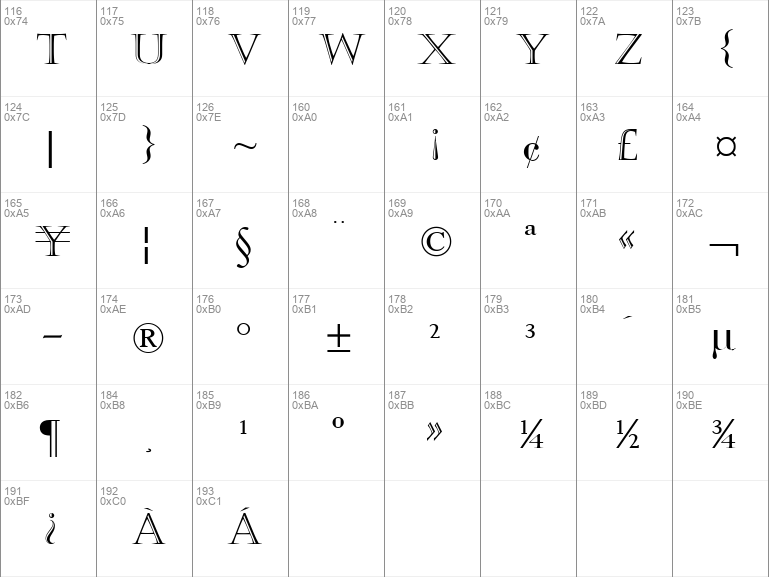 116 117 118 119 120 121 122 123
0x74 0x75 0x76 0x77 0x78 0x79 0x7A 0x7B
T U V W X Y Z {
124 125 126 160 161 162 163 164
0x7C 0x7D 0x7E 0xA0 0xA1 0xA2 0xA3 0xA4
| } ~ ¡ ¢ £ ¤
165 166 167 168 169 170 171 172
0xA5 0xA6 0xA7 0xA8 0xA9 0xAA 0xAB 0xAC
¥ ¦ § ¨ © ª « ¬
173 174 176 177 178 179 180 181
0xAD 0xAE 0xB0 0xB1 0xB2 0xB3 0xB4 0xB5
- ® ° ± ² ³ ´ µ
182 184 185 186 187 188 189 190
0xB6 0xB8 0xB9 0xBA 0xBB 0xBC 0xBD 0xBE
¶ ¸ ¹ º » ¼ ½ ¾
191 192 193
0xBF 0xC0 0xC1
¿ À Á